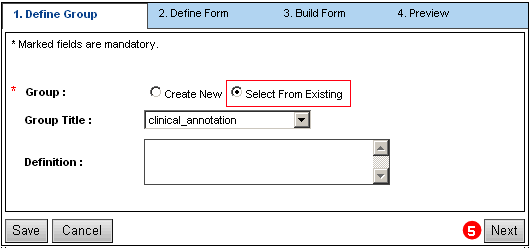 1. Define Group 2. Define Form 3. Build Form 4. Preview
* Marked fields are mandatory.
* Group : Create New Select From Existing
Group Title : clinical_annotation
Definition :
Save Cancel 5 Next